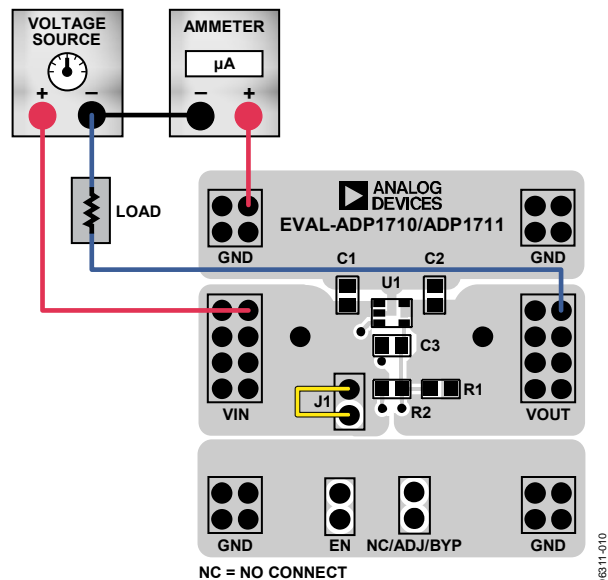 VOLTAGE
SOURCE
AMMETER
µA
+
−
−
+
LOAD
ANALOG
DEVICES
EVAL-ADP1710/ADP1711
GND
GND
C1
U1
C2
C3
J1
R1
R2
VIN
VOUT
GND
EN
NC/ADJ/BYP
GND
NC = NO CONNECT
6311-010